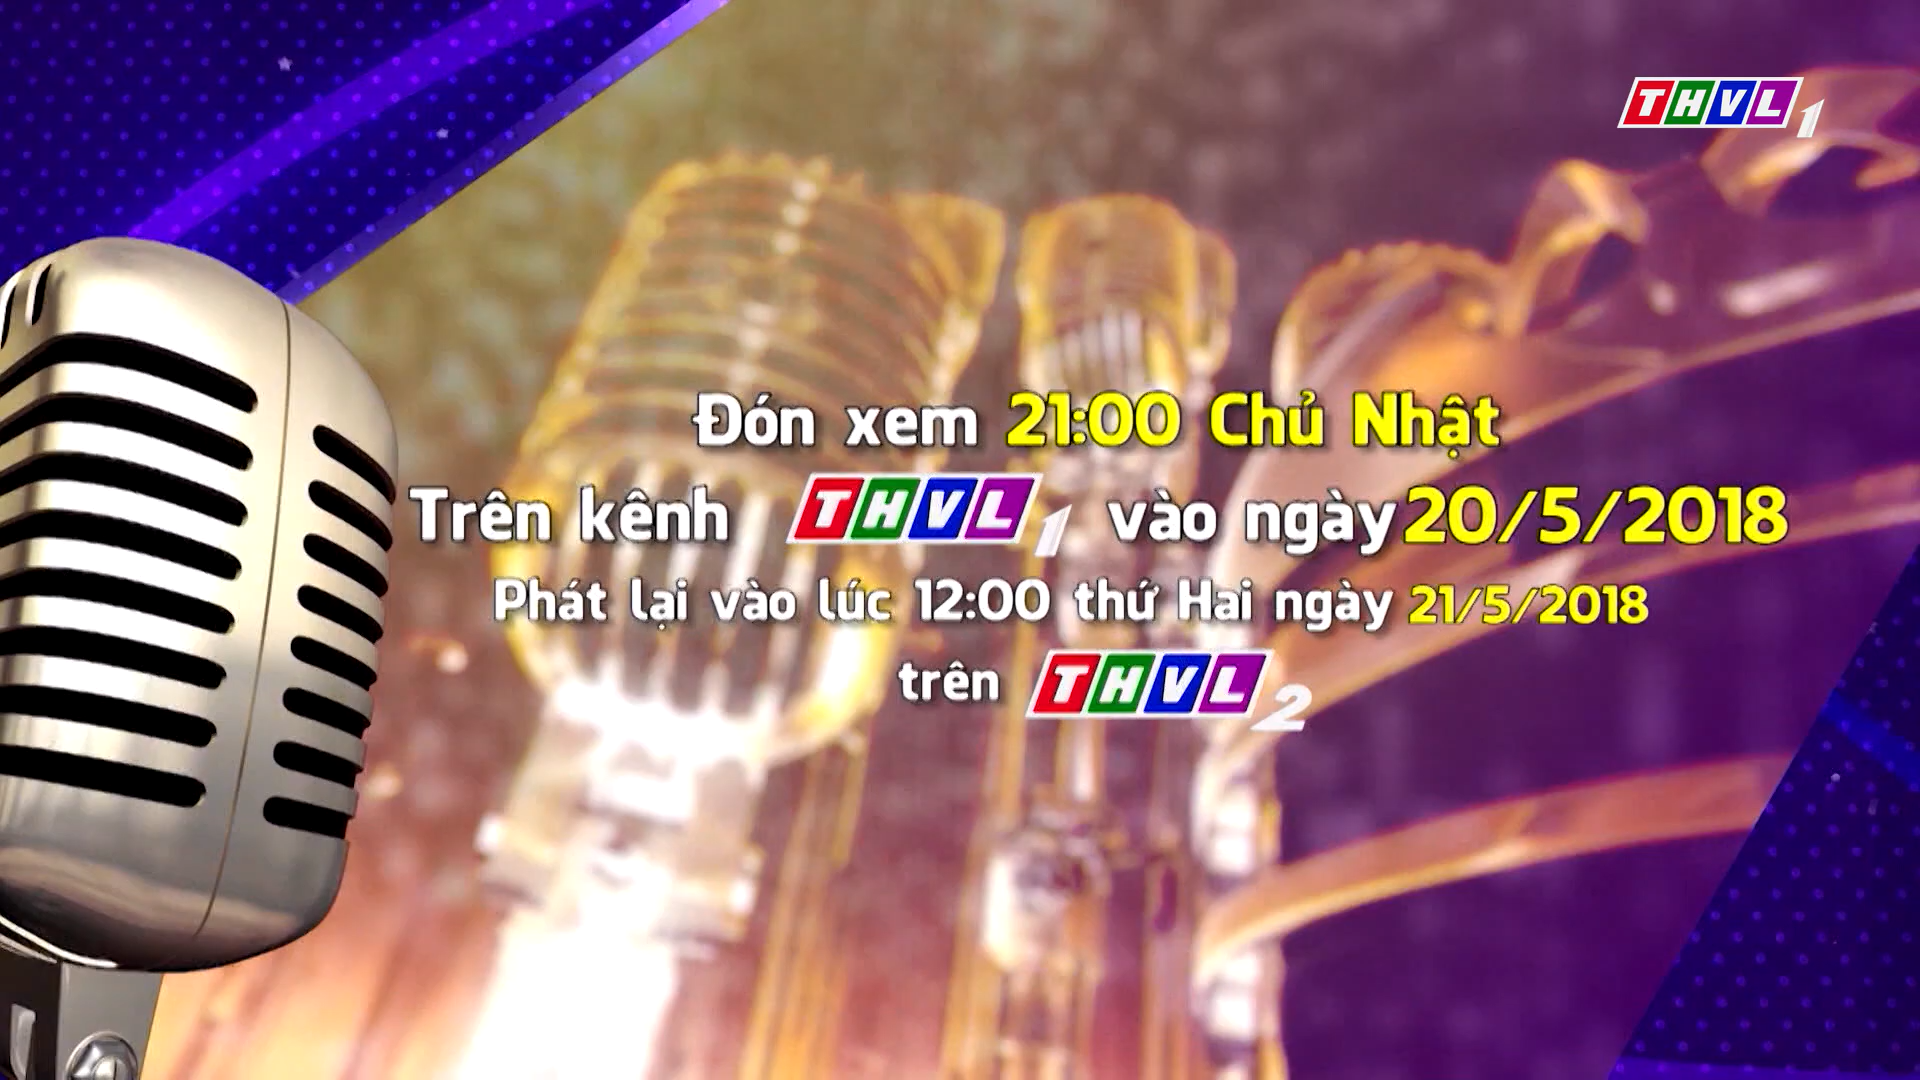 THVL1
Đón xem 21:00 Chủ Nhật
Trên kênh THVL1 vào ngày 20/5/2018
Phát lại vào lúc 12:00 thứ Hai ngày 21/5/2018
trên THVL2